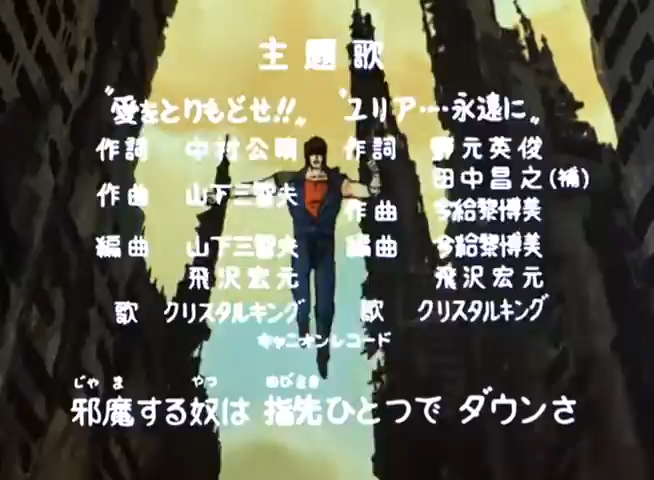 主題歌
“愛をとりもどせ!!„ “ユリア…永遠に„
作詞 中村公晴 作詞 野元英俊
田中昌之(補)
作曲 山下三智夫 作曲 今給黎博美
編曲 山下三智夫 編曲 今給黎博美
飛沢宏元 飛沢宏元
歌 クリスタルキング 歌 クリスタルキング
キャニオンレコード
じゃま やつ ゆびさき
邪魔する奴は 指先ひとつで ダウンさ